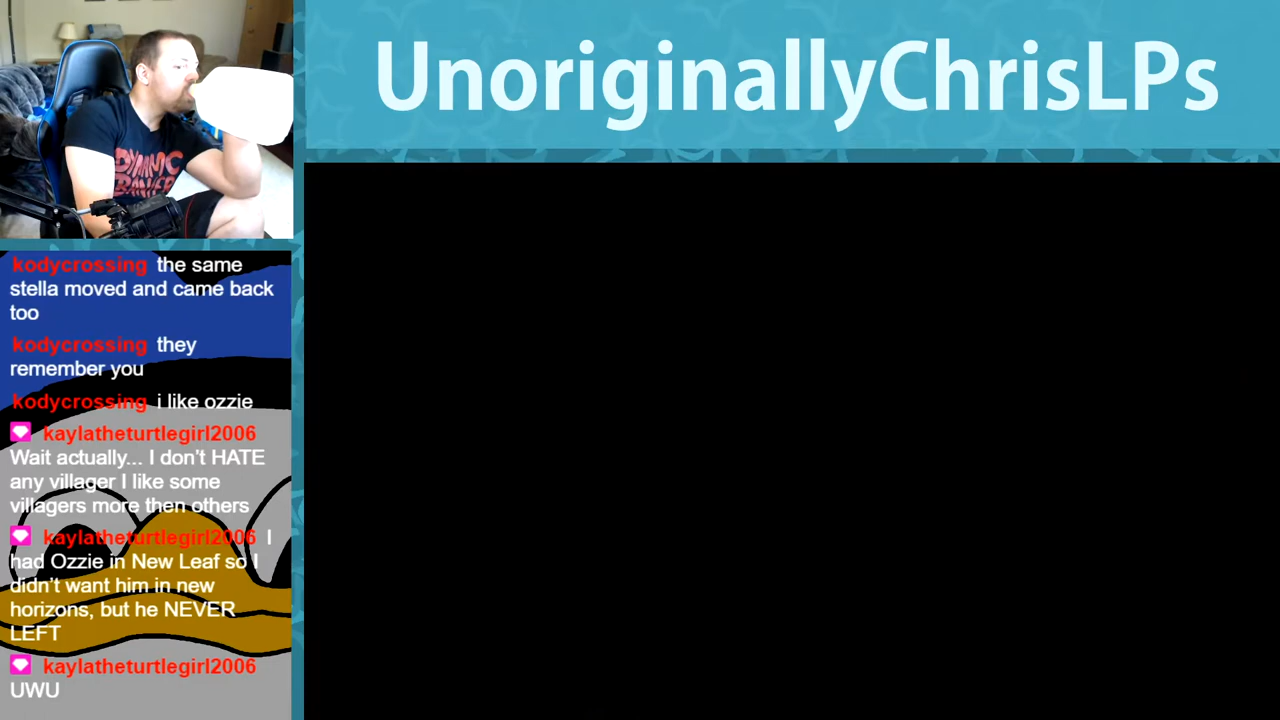 UnoriginallyChrisLPs
DYNAMIC
BANTER
kodycrossing the same
stella moved and came back
too
kodycrossing they
remember you
kodycrossing i like ozzie
kaylatheturtlegirl2006
Wait actually... I don't HATE
any villager I like some
villagers more then others
kaylatheturtlegirl2006 I
had Ozzie in New Leaf so I
didn't want him in new
horizons, but he NEVER
LEFT
kaylatheturtlegirl2006
UWU